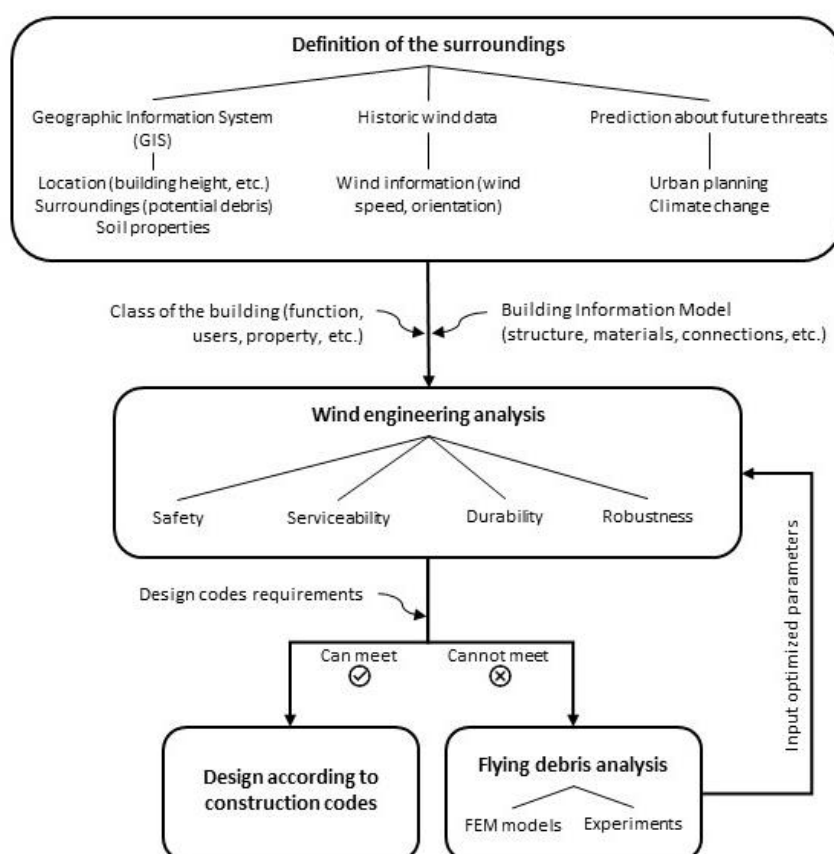 Definition of the surroundings
Geographic Information System
(GIS)
Historic wind data
Prediction about future threats
Location (building height, etc.)
Surroundings (potential debris)
Soil properties
Wind information (wind
speed, orientation)
Urban planning
Climate change
Class of the building (function,
users, property, etc.)
Building Information Model
(structure, materials, connections, etc.)
Wind engineering analysis
Safety
Serviceability
Durability
Robustness
Design codes requirements
Can meet
Cannot meet
Input optimized parameters
Design according to
construction codes
Flying debris analysis
FEM models
Experiments